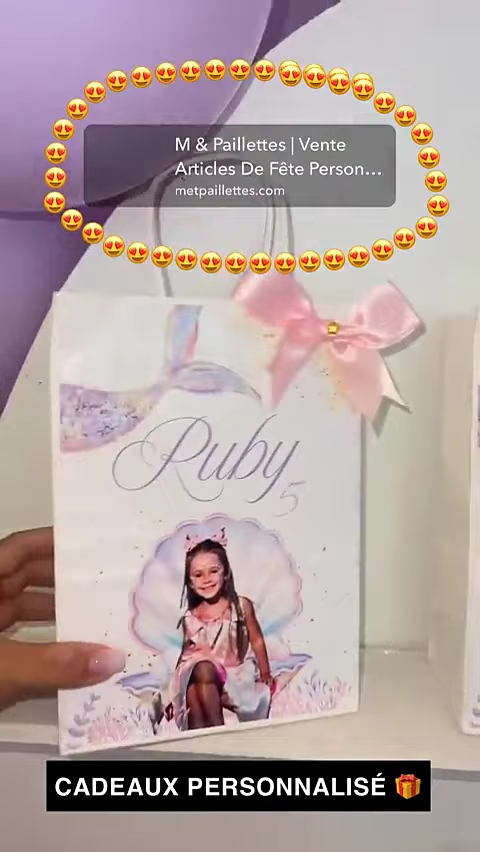 M & Paillettes | Vente
Articles De Fête Person...
metpaillettes.com
Ruby
5
CADEAUX PERSONNALISÉ 🎁